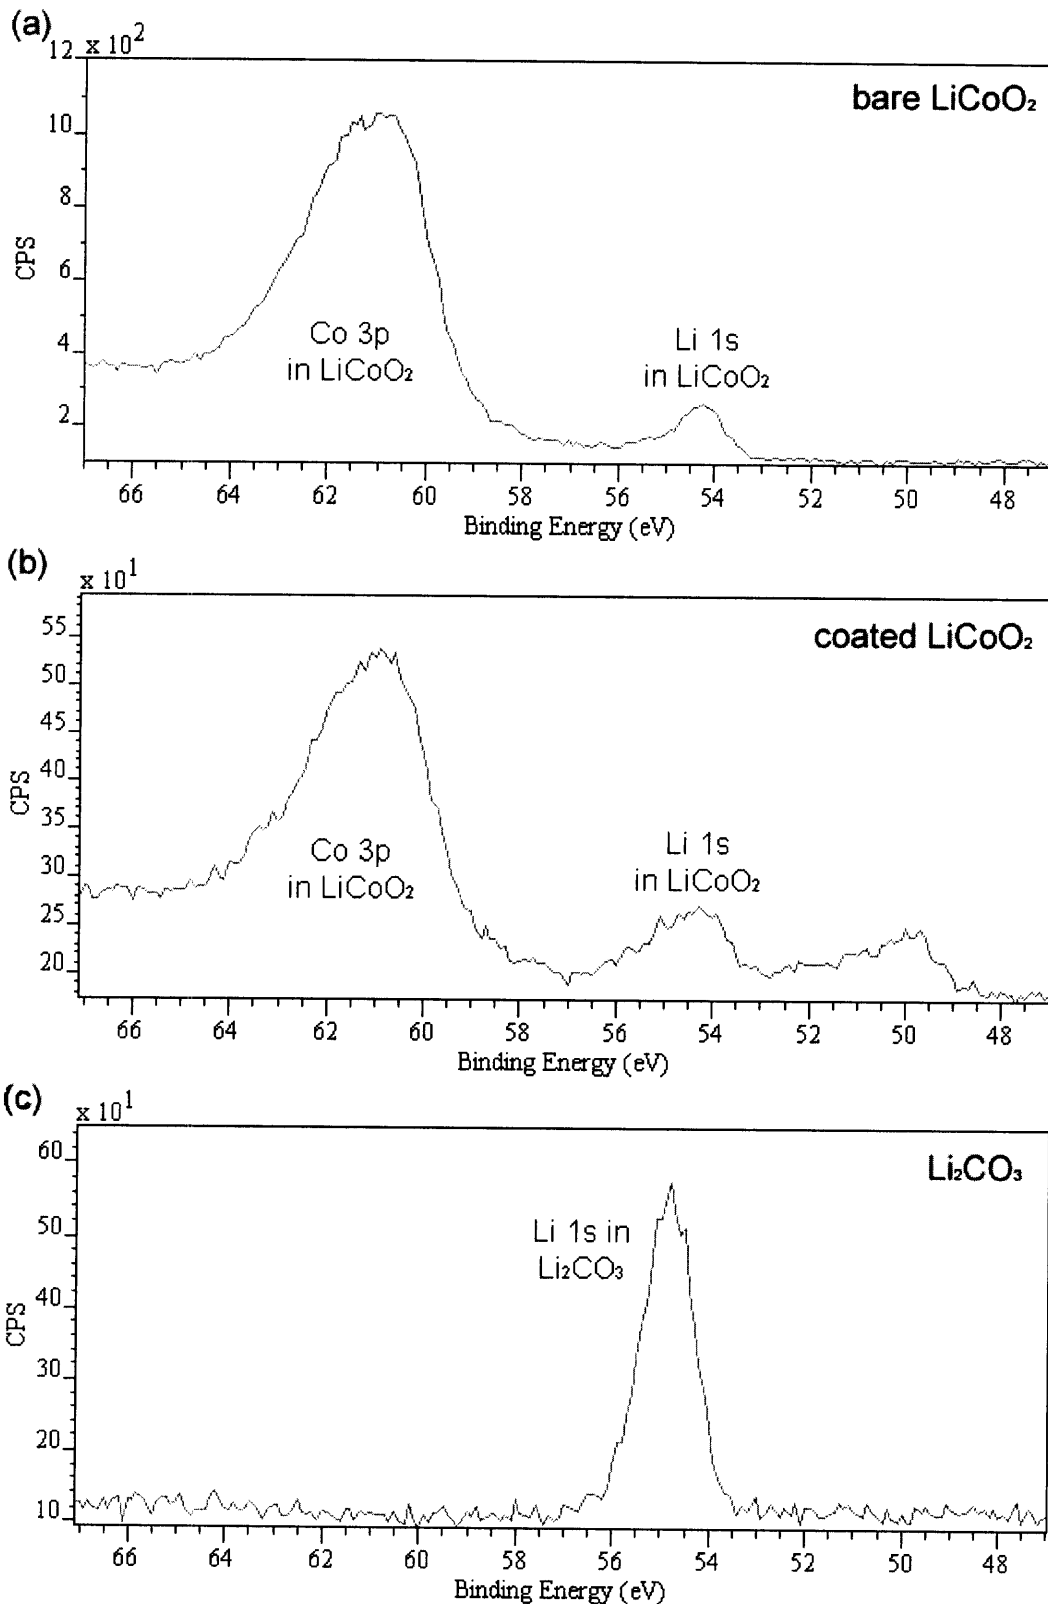 (a)
12 x 10²
bare LiCoO₂
10
8
CPS
6
Co 3p
in LiCoO₂
Li 1s
in LiCoO₂
4
2
66 64 62 60 58 56 54 52 50 48
Binding Energy (eV)
(b)
x 10¹
coated LiCoO₂
55
50
45
40
CPS
35
Co 3p
in LiCoO₂
Li 1s
in LiCoO₂
30
25
20
66 64 62 60 58 56 54 52 50 48
Binding Energy (eV)
(c)
x 10¹
Li₂CO₃
60
50
Li 1s in
Li₂CO₃
40
CPS
30
20
10
66 64 62 60 58 56 54 52 50 48
Binding Energy (eV)